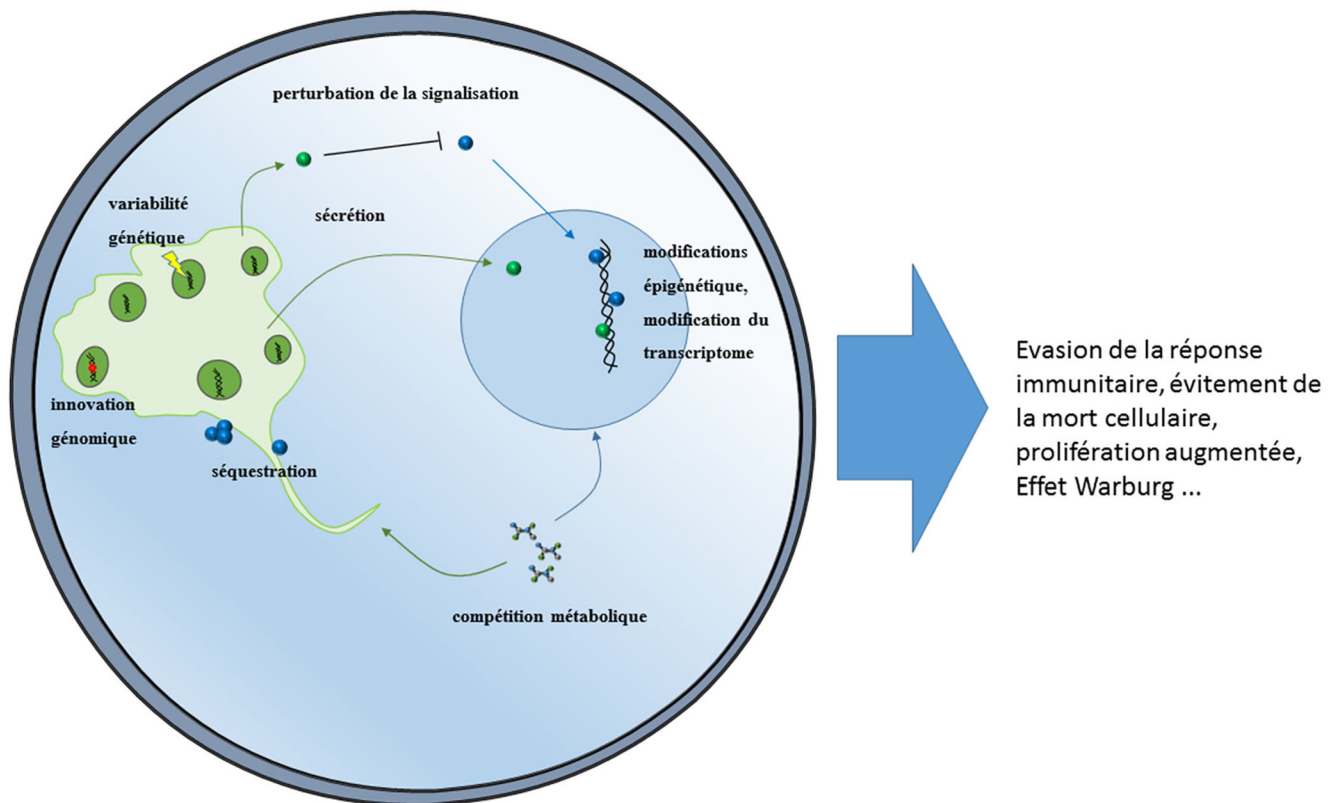 perturbation de la signalisation
variabilité
génétique
sécrétion
modifications
épigénétique,
modification du
transcriptome
innovation
génomique
séquestration
compétition métabolique
Evasion de la réponse
immunitaire, évitement de
la mort cellulaire,
prolifération augmentée,
Effet Warburg ...